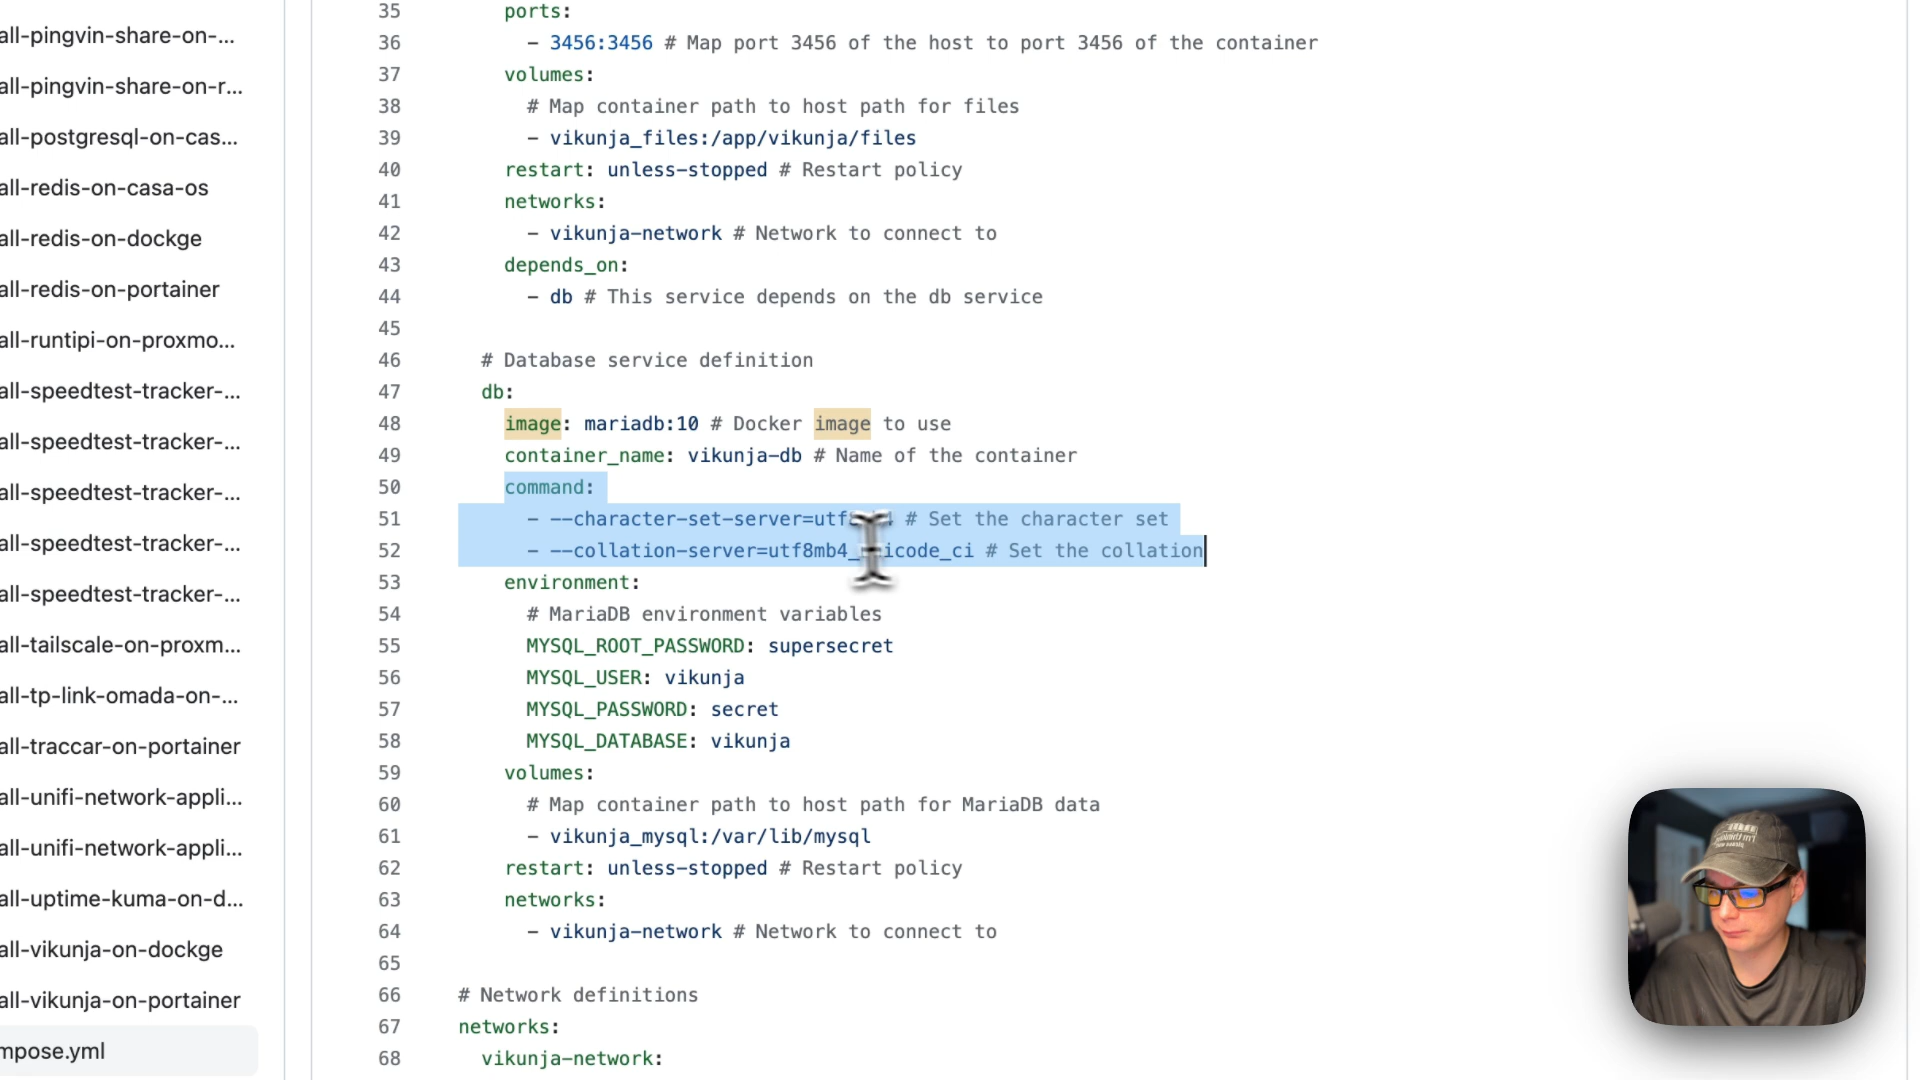 all-pingvin-share-on-...
all-pingvin-share-on-r...
all-postgresql-on-cas...
all-redis-on-casa-os
all-redis-on-dockge
all-redis-on-portainer
all-runtipi-on-proxmo...
all-speedtest-tracker-...
all-speedtest-tracker-...
all-speedtest-tracker-...
all-speedtest-tracker-...
all-speedtest-tracker-...
all-tailscale-on-proxm...
all-tp-link-omada-on-...
all-traccar-on-portainer
all-unifi-network-appli...
all-unifi-network-appli...
all-uptime-kuma-on-d...
all-vikunja-on-dockge
all-vikunja-on-portainer
mpose.yml
35 ports:
36 - 3456:3456 # Map port 3456 of the host to port 3456 of the container
37 volumes:
38 # Map container path to host path for files
39 - vikunja_files:/app/vikunja/files
40 restart: unless-stopped # Restart policy
41 networks:
42 - vikunja-network # Network to connect to
43 depends_on:
44 - db # This service depends on the db service
45
46 # Database service definition
47 db:
48 image: mariadb:10 # Docker image to use
49 container_name: vikunja-db # Name of the container
50 command:
51 - --character-set-server=utf # Set the character set
52 - --collation-server=utf8mb4_ icode_ci # Set the collation
53 environment:
54 # MariaDB environment variables
55 MYSQL_ROOT_PASSWORD: supersecret
56 MYSQL_USER: vikunja
57 MYSQL_PASSWORD: secret
58 MYSQL_DATABASE: vikunja
59 volumes:
60 # Map container path to host path for MariaDB data
61 - vikunja_mysql:/var/lib/mysql
62 restart: unless-stopped # Restart policy
63 networks:
64 - vikunja-network # Network to connect to
65
66 # Network definitions
67 networks:
68 vikunja-network: